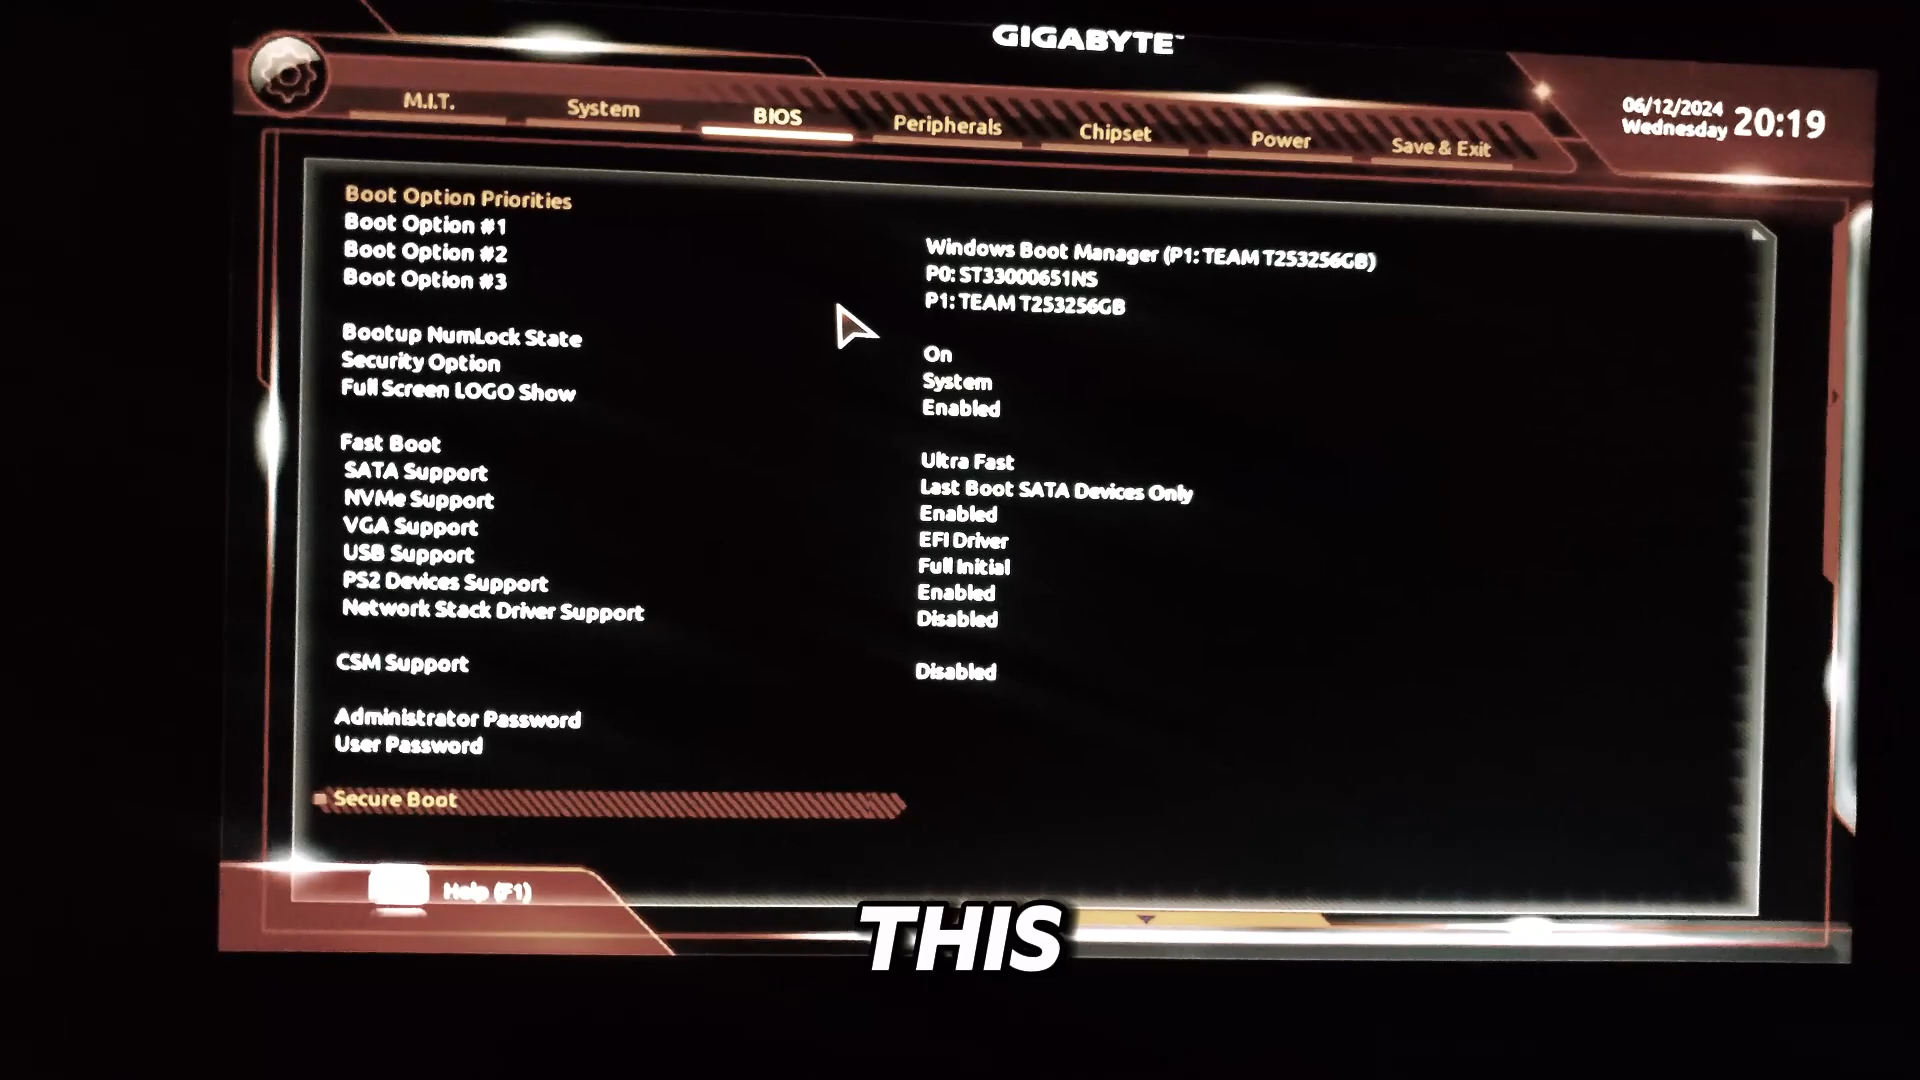 GIGABYTE™
M.I.T.
System
BIOS
Peripherals
Chipset
Power
Save & Exit
06/12/2024
Wednesday
20:19
Boot Option Priorities
Boot Option #1
Windows Boot Manager (P1: TEAM T253256GB)
Boot Option #2
P0: ST33000651NS
Boot Option #3
P1: TEAM T253256GB
Bootup NumLock State
On
Security Option
System
Full Screen LOGO Show
Enabled
Fast Boot
Ultra Fast
SATA Support
Last Boot SATA Devices Only
NVMe Support
Enabled
VGA Support
EFI Driver
USB Support
Full Initial
PS2 Devices Support
Enabled
Network Stack Driver Support
Disabled
CSM Support
Disabled
Administrator Password
User Password
Secure Boot
Help (F1)
THIS